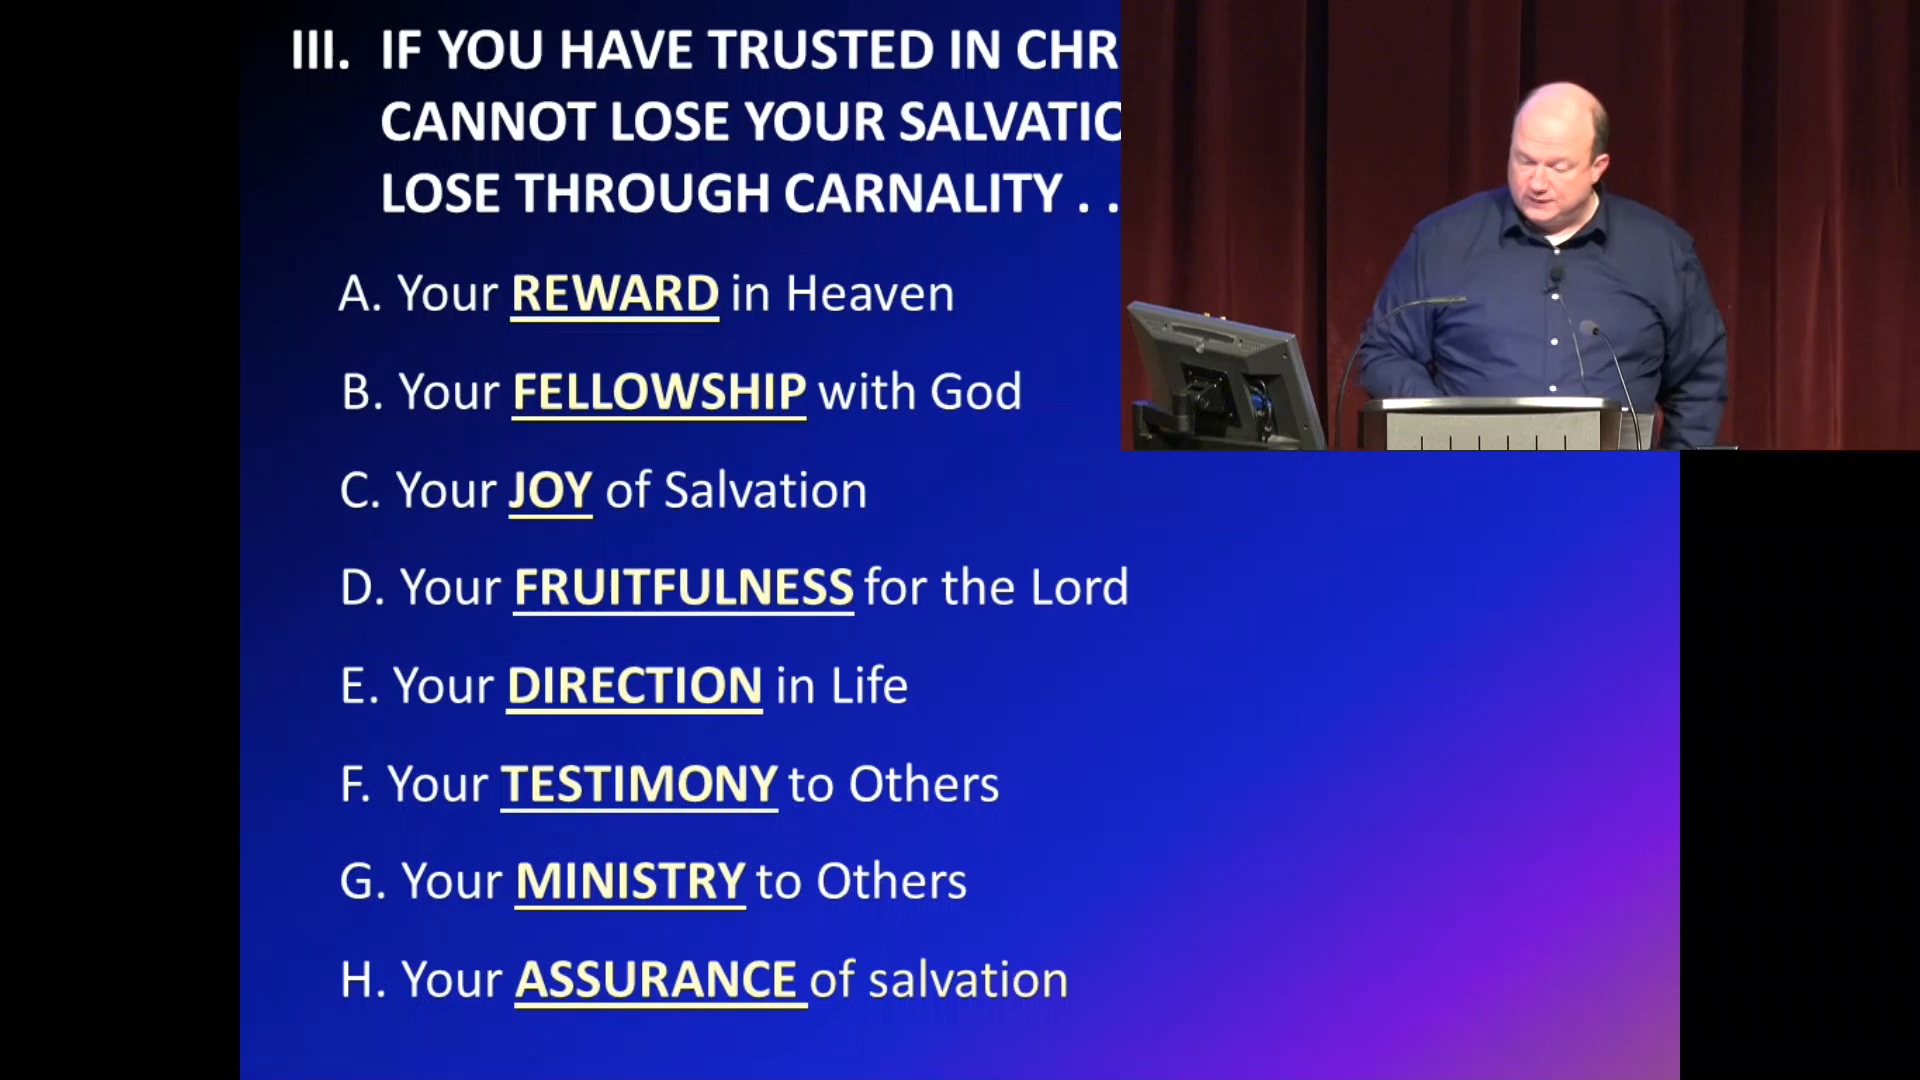 III. IF YOU HAVE TRUSTED IN
CANNOT LOSE YOUR
LOSE THROUGH CARNALITY . .
A. Your REWARD in Heaven
B. Your FELLOWSHIP with God
C. Your JOY of Salvation
D. Your FRUITFULNESS for the Lord
E. Your DIRECTION in Life
F. Your TESTIMONY to Others
G. Your MINISTRY to Others
H. Your ASSURANCE of salvation